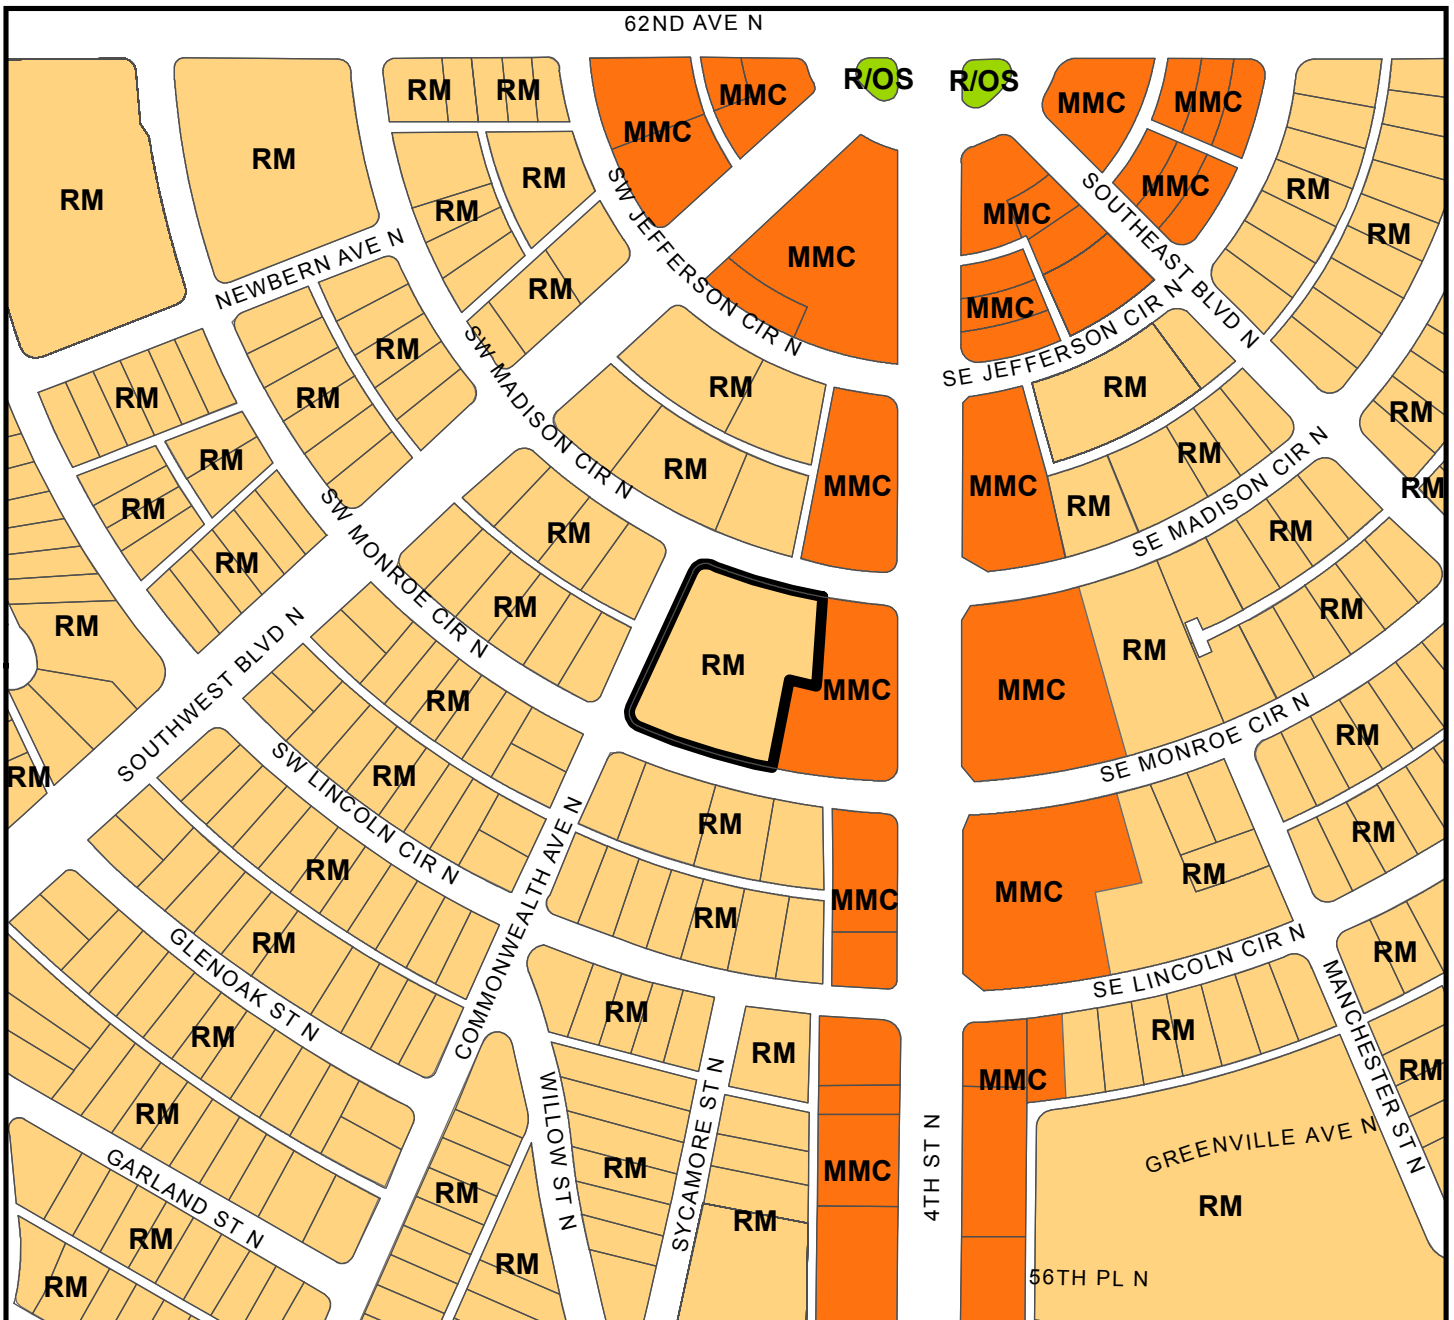 62ND AVE N
R/OS
R/OS
RM
RM
MMC
MMC
MMC
MMC
MMC
RM
RM
RM
RM
RM
SW JEFFERSON CIR N
SOUTHEAST BLVD N
MMC
MMC
RM
RM
NEWBERN AVE N
MMC
RM
MMC
SE JEFFERSON CIR N
RM
SW MADISON CIR N
RM
RM
RM
RM
RM
RM
RM
RM
RM
SE MADISON CIR N
MMC
MMC
RM
RM
RM
SW MONROE CIR N
RM
RM
RM
RM
RM
RM
SOUTHWEST BLVD N
RM
RM
MMC
MMC
RM
SE MONROE CIR N
RM
RM
SW LINCOLN CIR N
RM
COMMONWEALTH AVE N
RM
RM
RM
RM
MMC
MMC
RM
RM
GLENOAK ST N
RM
SE LINCOLN CIR N
RM
RM
RM
RM
RM
MANCHESTER ST N
MMC
RM
RM
WILLOW ST N
SYCAMORE ST N
GREENVILLE AVE N
GARLAND ST N
RM
MMC
4TH ST N
RM
RM
RM
RM
RM
RM
56TH PL N